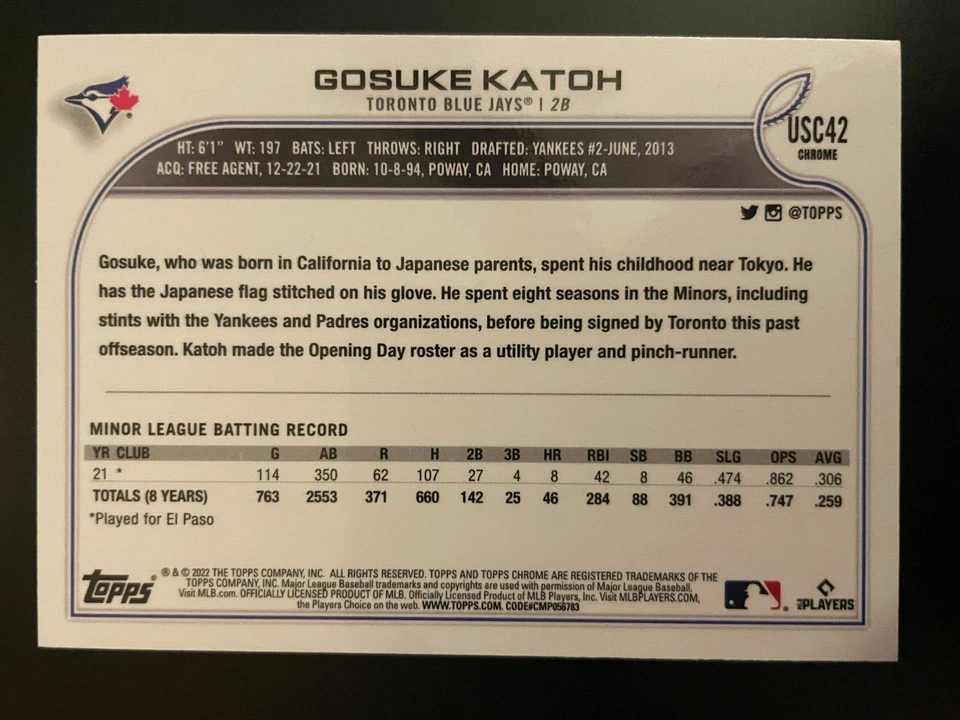 GOSUKE KATOH
TORONTO BLUE JAYS® | 2B
USC42
CHROME
HT: 6'1" WT: 197 BATS: LEFT THROWS: RIGHT DRAFTED: YANKEES #2-JUNE, 2013
ACQ: FREE AGENT, 12-22-21 BORN: 10-8-94, POWAY, CA HOME: POWAY, CA
@TOPPS
Gosuke, who was born in California to Japanese parents, spent his childhood near Tokyo. He
has the Japanese flag stitched on his glove. He spent eight seasons in the Minors, including
stints with the Yankees and Padres organizations, before being signed by Toronto this past
offseason. Katoh made the Opening Day roster as a utility player and pinch-runner.
MINOR LEAGUE BATTING RECORD
YR CLUB G AB R H 2B 3B HR RBI SB BB SLG OPS AVG
21 * 114 350 62 107 27 4 8 42 8 46 .474 .862 .306
TOTALS (8 YEARS) 763 2553 371 660 142 25 46 284 88 391 .388 .747 .259
*Played for El Paso
topps®
® & © 2022 THE TOPPS COMPANY, INC. ALL RIGHTS RESERVED. TOPPS AND TOPPS CHROME ARE REGISTERED TRADEMARKS OF THE
TOPPS COMPANY, INC. Major League Baseball trademarks and copyrights are used with permission of Major League Baseball.
Visit MLB.com. OFFICIALLY LICENSED PRODUCT OF MLB. Officially Licensed Product of MLB Players, Inc. Visit MLBPLAYERS.COM,
the Players Choice on the web. WWW.TOPPS.COM. CODE#CMP056783
MLB PLAYERS